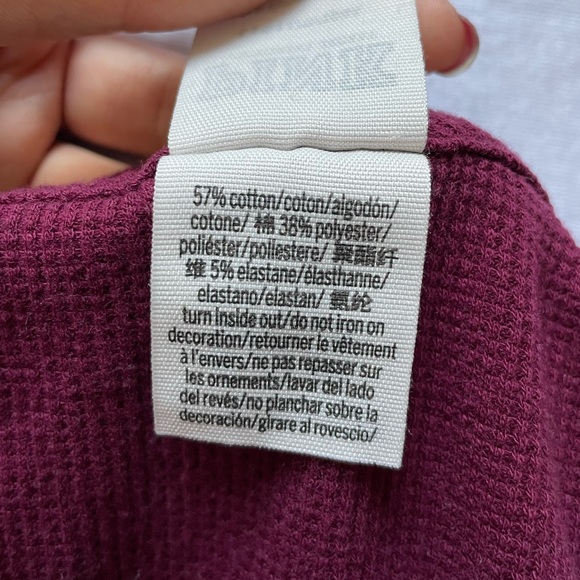 57% cotton/coton/algodón/
cotone/ 棉 38% polyester/
poliéster/poliestere/ 聚酯纤
维 5% elastane/élasthanne/
elastano/elastan/ 氨纶
turn inside out/do not iron on
decoration/retourner le vêtement
à l'envers/ne pas repasser sur
les ornements/lavar del lado
del revés/no planchar sobre la
decoración/girare al rovescio/